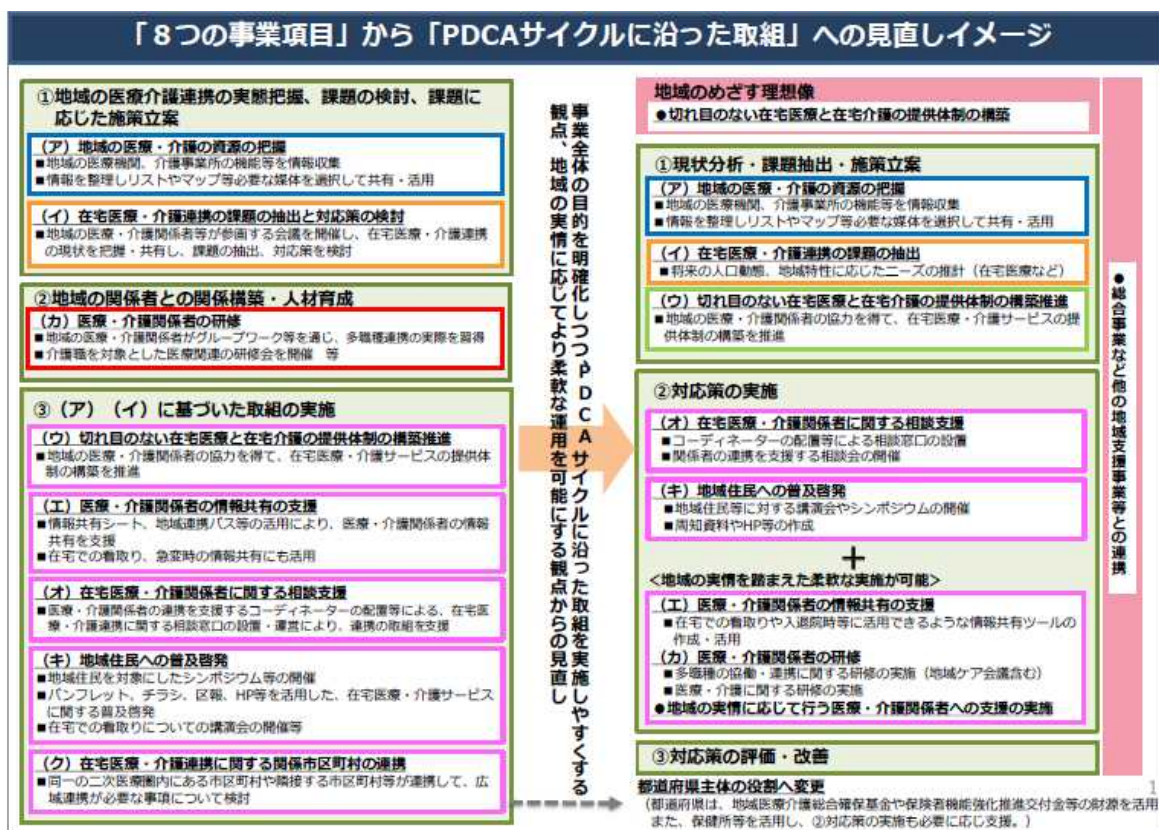 「８つの事業項目」から「PDCAサイクルに沿った取組」への見直しイメージ
①地域の医療介護連携の実態把握、課題の検討、課題に
応じた施策立案
（ア）地域の医療・介護の資源の把握
■地域の医療機関、介護事業所の機能等を情報収集
■情報を整理しリストやマップ等必要な媒体を選択して共有・活用
（イ）在宅医療・介護連携の課題の抽出と対応策の検討
■地域の医療・介護関係者等が参画する会議を開催し、在宅医療・介護連携
の現状を把握・共有し、課題の抽出、対応策を検討
②地域の関係者との関係構築・人材育成
（カ）医療・介護関係者の研修
■地域の医療・介護関係者がグループワーク等を通じ、多職種連携の実際を習得
■介護職を対象とした医療関連の研修会を開催　等
③（ア）（イ）に基づいた取組の実施
（ウ）切れ目のない在宅医療と在宅介護の提供体制の構築推進
■地域の医療・介護関係者の協力を得て、在宅医療・介護サービスの提供体
制の構築を推進
（エ）医療・介護関係者の情報共有の支援
■情報共有シート、地域連携パス等の活用により、医療・介護関係者の情報
共有を支援
■在宅での看取り、急変時の情報共有にも活用
（オ）在宅医療・介護関係者に関する相談支援
■医療・介護関係者の連携を支援するコーディネーターの配置等による、在宅医
療・介護連携に関する相談窓口の設置・運営により、連携の取組を支援
（キ）地域住民への普及啓発
■地域住民を対象にしたシンポジウム等の開催
■パンフレット、チラシ、区報、HP等を活用した、在宅医療・介護サービス
に関する普及啓発
■在宅での看取りについての講演会の開催等
（ク）在宅医療・介護連携に関する関係市区町村の連携
■同一の二次医療圏内にある市区町村や隣接する市区町村等が連携して、広
域連携が必要な事項について検討
事業全体の目的を明確化しつつPDCAサイクルに沿った取組を実施しやすくする
観点、地域の実情に応じてより柔軟な運用を可能にする観点からの見直し
地域のめざす理想像
●切れ目のない在宅医療と在宅介護の提供体制の構築
①現状分析・課題抽出・施策立案
（ア）地域の医療・介護の資源の把握
■地域の医療機関、介護事業所の機能等を情報収集
■情報を整理しリストやマップ等必要な媒体を選択して共有・活用
（イ）在宅医療・介護連携の課題の抽出
■将来の人口動態、地域特性に応じたニーズの推計（在宅医療など）
（ウ）切れ目のない在宅医療と在宅介護の提供体制の構築推進
■地域の医療・介護関係者の協力を得て、在宅医療・介護サービスの提
供体制の構築を推進
②対応策の実施
（オ）在宅医療・介護関係者に関する相談支援
■コーディネーターの配置等による相談窓口の設置
■関係者の連携を支援する相談会の開催
（キ）地域住民への普及啓発
■地域住民等に対する講演会やシンポジウムの開催
■周知資料やHP等の作成
＋
<地域の実情を踏まえた柔軟な実施が可能>
（エ）医療・介護関係者の情報共有の支援
■在宅での看取りや入退院時等に活用できるような情報共有ツールの
作成・活用
（カ）医療・介護関係者の研修
■多職種の協働・連携に関する研修の実施（地域ケア会議含む）
■医療・介護に関する研修の実施
●地域の実情に応じて行う医療・介護関係者への支援の実施
③対応策の評価・改善
●総合事業など他の地域支援事業等との連携
都道府県主体の役割へ変更
（都道府県は、地域医療介護総合確保基金や保険者機能強化推進交付金等の財源を活用
また、保健所等を活用し、②対応策の実施も必要に応じ支援。）
1